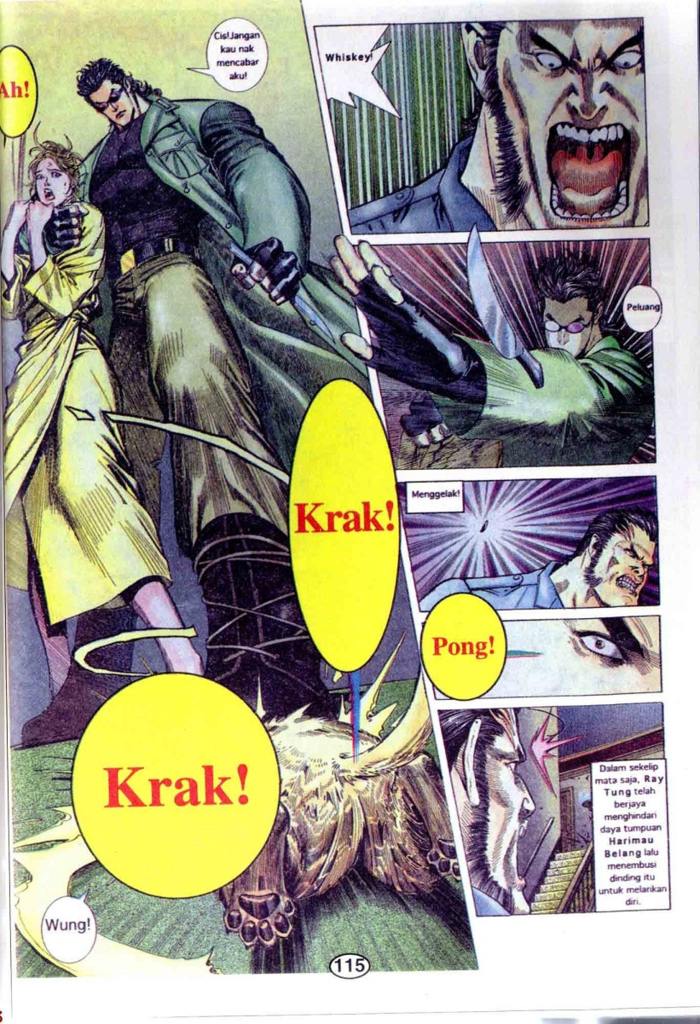 Ah!
Cis!Jangan
kau nak
mencabar
aku!
Krak!
Krak!
Wung!
Whiskey!
Peluang
Menggelak!
Pong!
Dalam sekelip
mata saja, Ray
Tung telah
berjaya
menghindari
daya tumpuan
Harimau
Belang lalu
menembusi
dinding itu
untuk melarikan
diri.
115